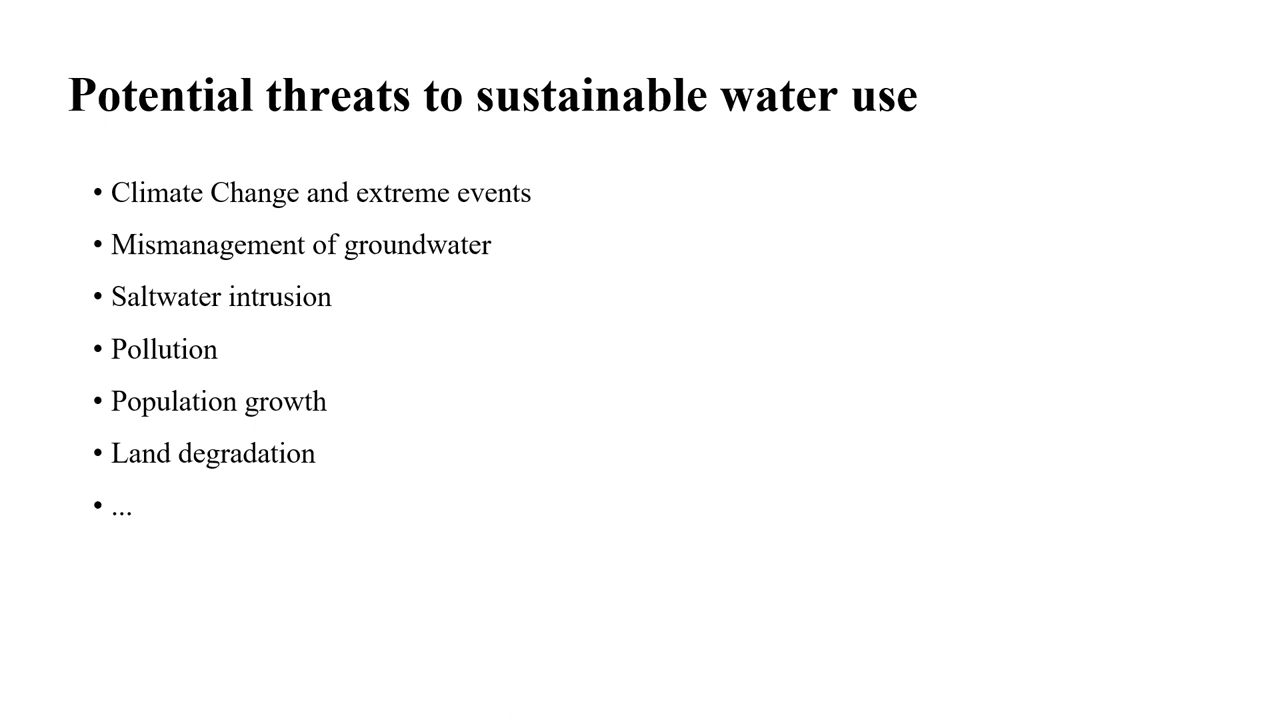 Potential threats to sustainable water use
• Climate Change and extreme events
• Mismanagement of groundwater
• Saltwater intrusion
• Pollution
• Population growth
• Land degradation
• ...